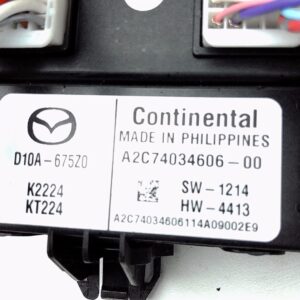 D10A-675Z0
K2224
KT224
Continental
MADE IN PHILIPPINES
A2C74034606-00
SW-1214
HW-4413
A2C74034606114A09002E9